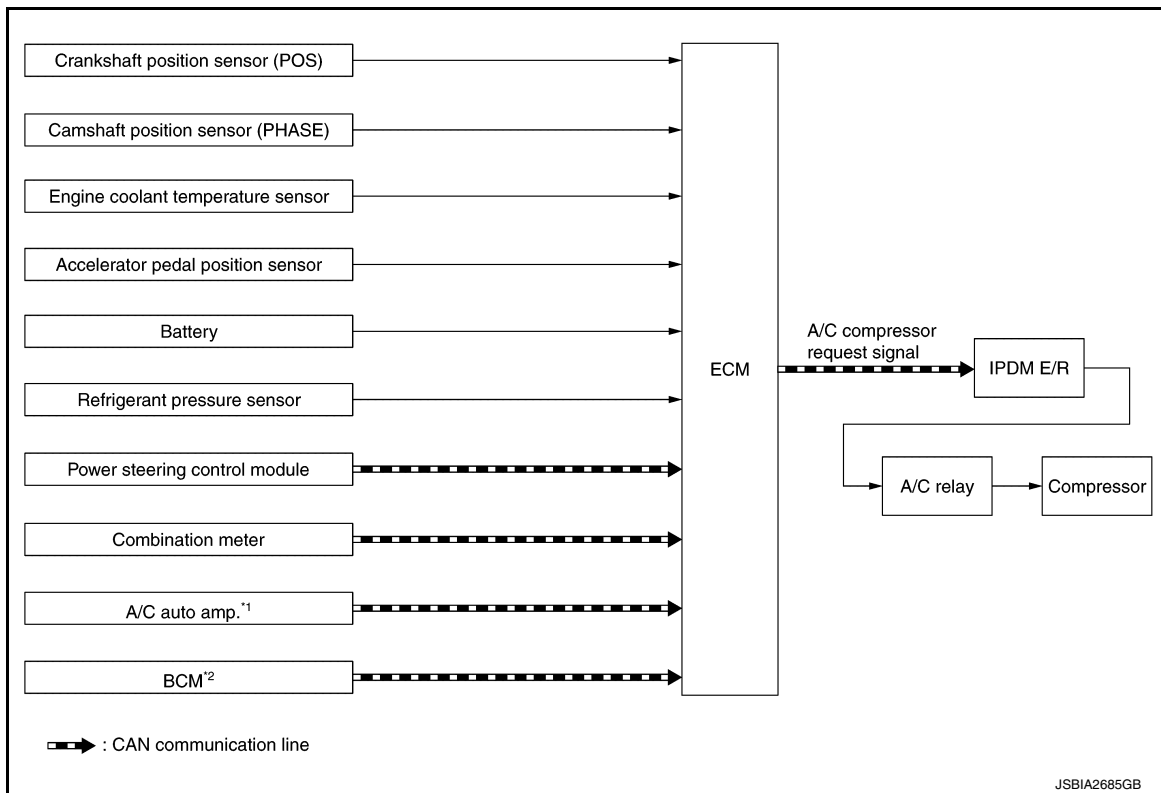 Crankshaft position sensor (POS)
Camshaft position sensor (PHASE)
Engine coolant temperature sensor
Accelerator pedal position sensor
Battery
Refrigerant pressure sensor
Power steering control module
Combination meter
A/C auto amp.*1
BCM*2
ECM
A/C compressor
request signal
IPDM E/R
A/C relay
Compressor
: CAN communication line
JSBIA2685GB